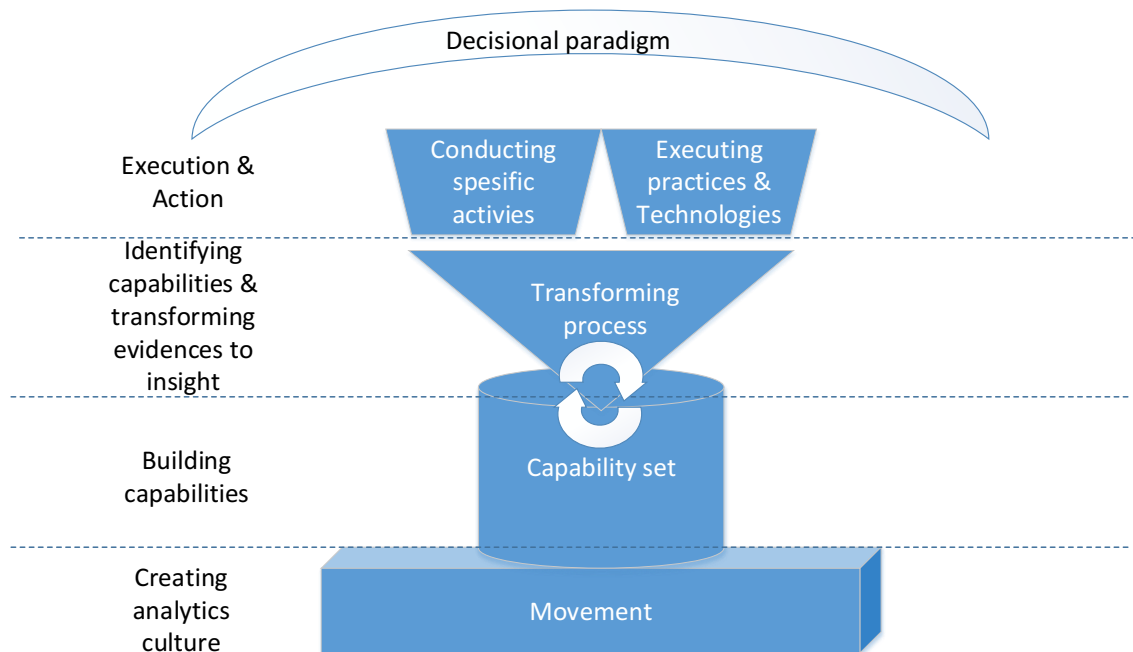 Decisional paradigm
Execution &
Action
Conducting
spesific
activies
Executing
practices &
Technologies
Identifying
capabilities &
transforming
evidences to
insight
Transforming
process
Building
capabilities
Capability set
Creating
analytics
culture
Movement